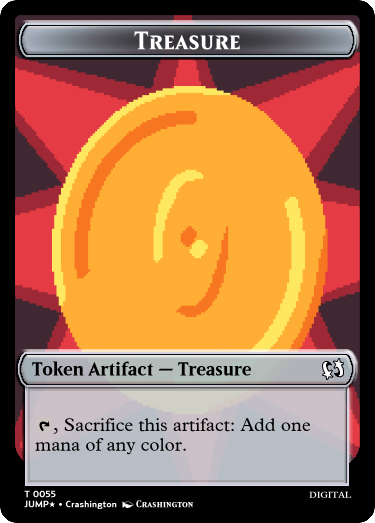 TREASURE
Token Artifact — Treasure
, Sacrifice this artifact: Add one
mana of any color.
T 0055
DIGITAL
JUMP★ • Crashington CRASHINGTON